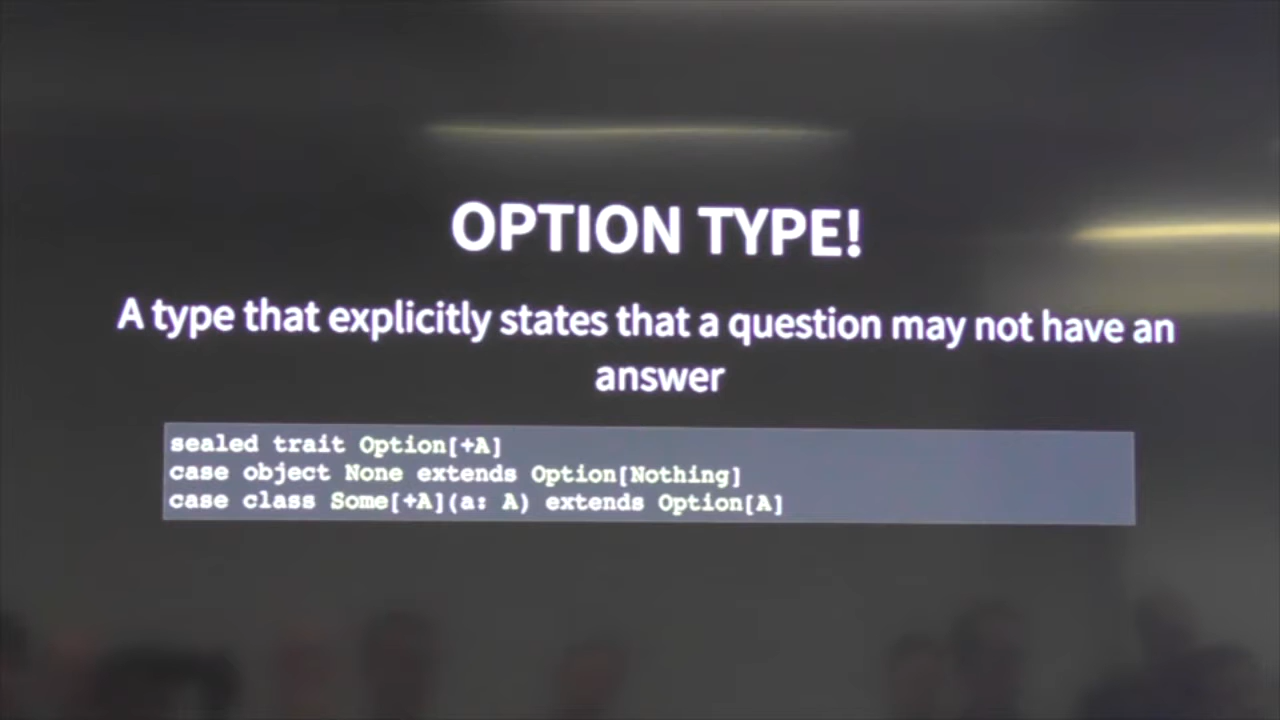 OPTION TYPE!
A type that explicitly states that a question may not have an
answer
sealed trait Option[+A]
case object None extends Option[Nothing]
case class Some[+A](a: A) extends Option[A]